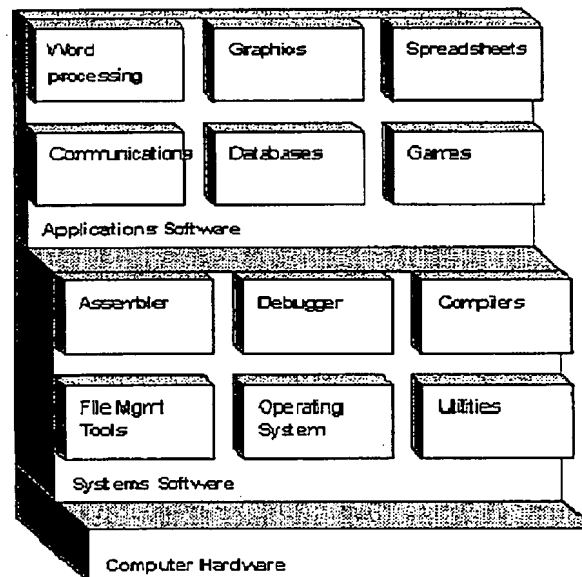 Word
processing
Graphics
Spreadsheets
Communications
Databases
Games
Applications Software
Assembler
Debugger
Compilers
File Mgmt
Tools
Operating
System
Utilities
Systems Software
Computer Hardware